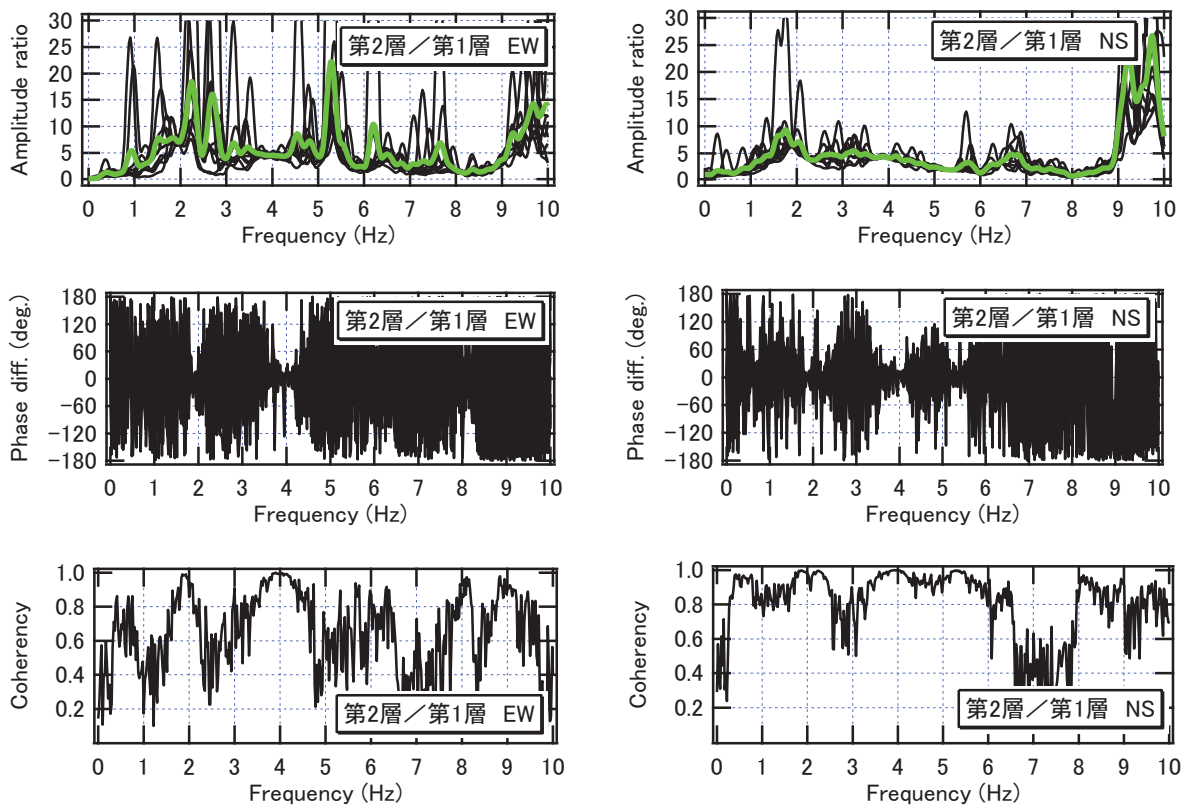 Amplitude ratio
30
25
20
15
10
5
0
第2層／第1層 EW
0 1 2 3 4 5 6 7 8 9 10
Frequency (Hz)
Amplitude ratio
30
25
20
15
10
5
0
第2層／第1層 NS
0 1 2 3 4 5 6 7 8 9 10
Frequency (Hz)
Phase diff. (deg.)
180
120
60
0
−60
−120
−180
第2層／第1層 EW
0 1 2 3 4 5 6 7 8 9 10
Frequency (Hz)
Phase diff. (deg.)
180
120
60
0
−60
−120
−180
第2層／第1層 NS
0 1 2 3 4 5 6 7 8 9 10
Frequency (Hz)
Coherency
1.0
0.8
0.6
0.4
0.2
第2層／第1層 EW
0 1 2 3 4 5 6 7 8 9 10
Frequency (Hz)
Coherency
1.0
0.8
0.6
0.4
0.2
第2層／第1層 NS
0 1 2 3 4 5 6 7 8 9 10
Frequency (Hz)